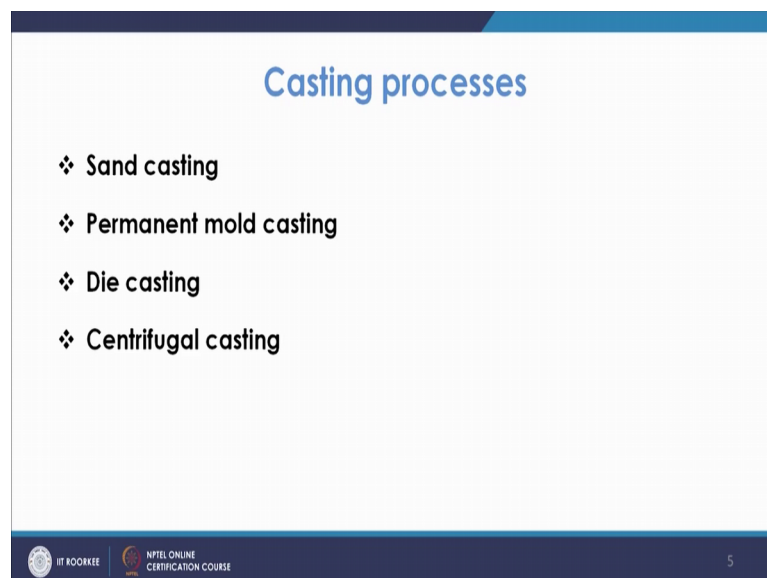 Casting processes
❖ Sand casting
❖ Permanent mold casting
❖ Die casting
❖ Centrifugal casting
IIT ROORKEE
NPTEL ONLINE
CERTIFICATION COURSE
5